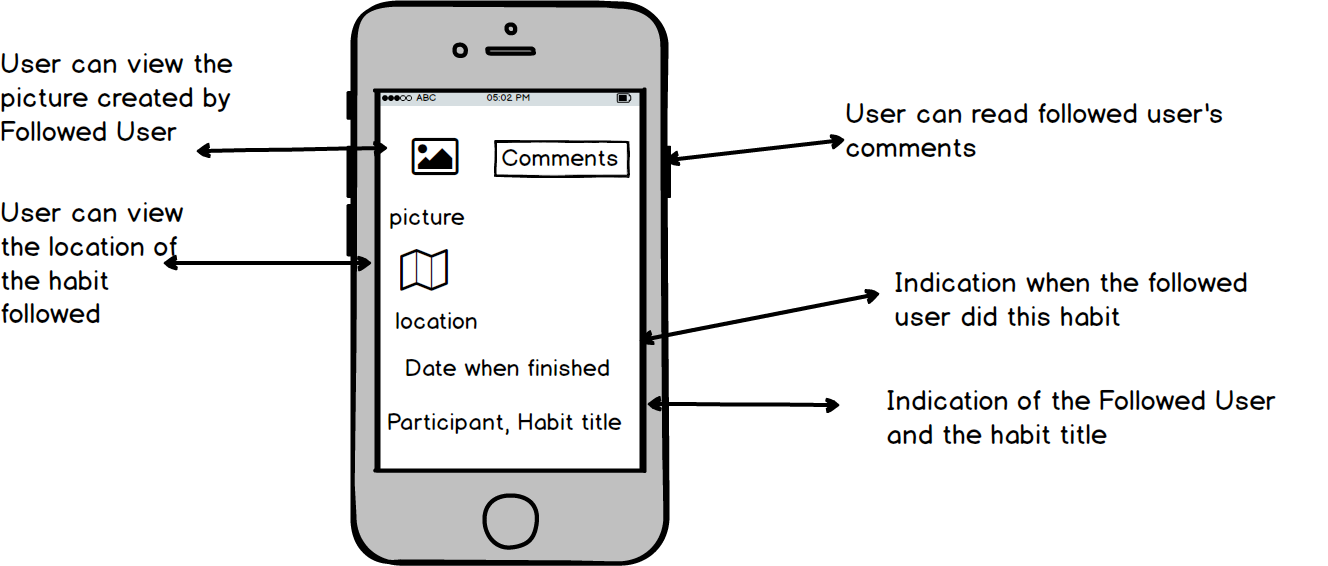 User can view the
picture created by
Followed User
User can view
the location of
the habit
followed
ABC 05:02 PM
Comments
picture
location
Date when finished
Participant, Habit title
User can read followed user's
comments
Indication when the followed
user did this habit
Indication of the Followed User
and the habit title